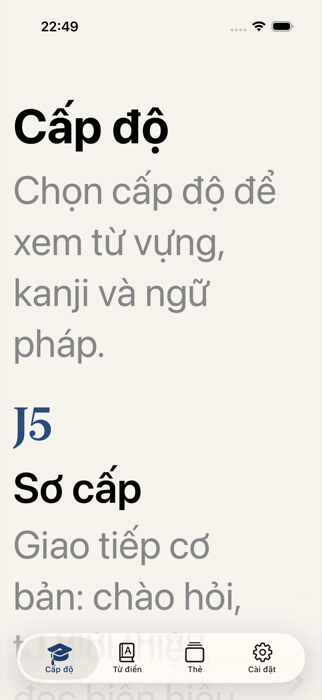 22:49
Cấp độ
Chọn cấp độ để
xem từ vựng,
kanji và ngữ
pháp.
J5
Sơ cấp
Giao tiếp cơ
bản: chào hỏi,
Cấp độ
Từ điển
Thẻ
Cài đặt